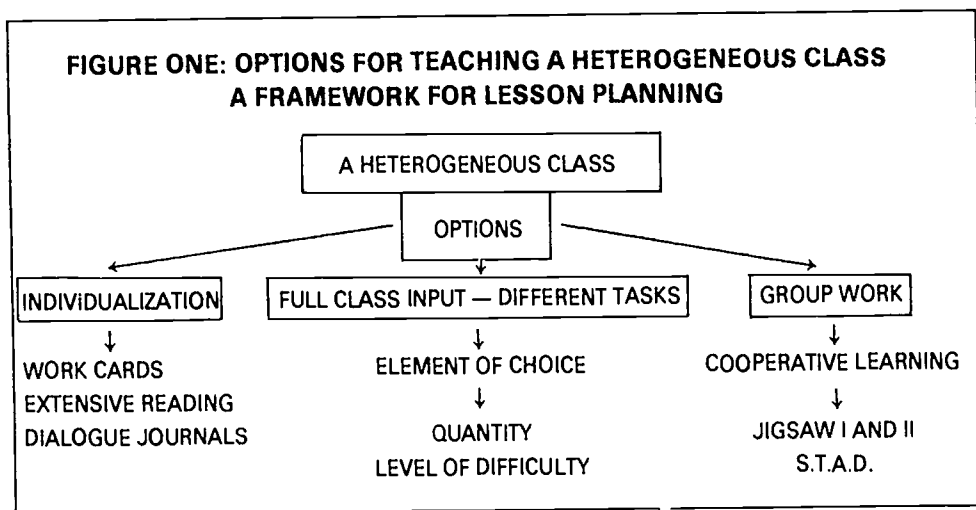 FIGURE ONE: OPTIONS FOR TEACHING A HETEROGENEOUS CLASS
A FRAMEWORK FOR LESSON PLANNING
A HETEROGENEOUS CLASS
OPTIONS
INDIVIDUALIZATION
WORK CARDS
EXTENSIVE READING
DIALOGUE JOURNALS
FULL CLASS INPUT — DIFFERENT TASKS
ELEMENT OF CHOICE
QUANTITY
LEVEL OF DIFFICULTY
GROUP WORK
COOPERATIVE LEARNING
JIGSAW I AND II
S.T.A.D.